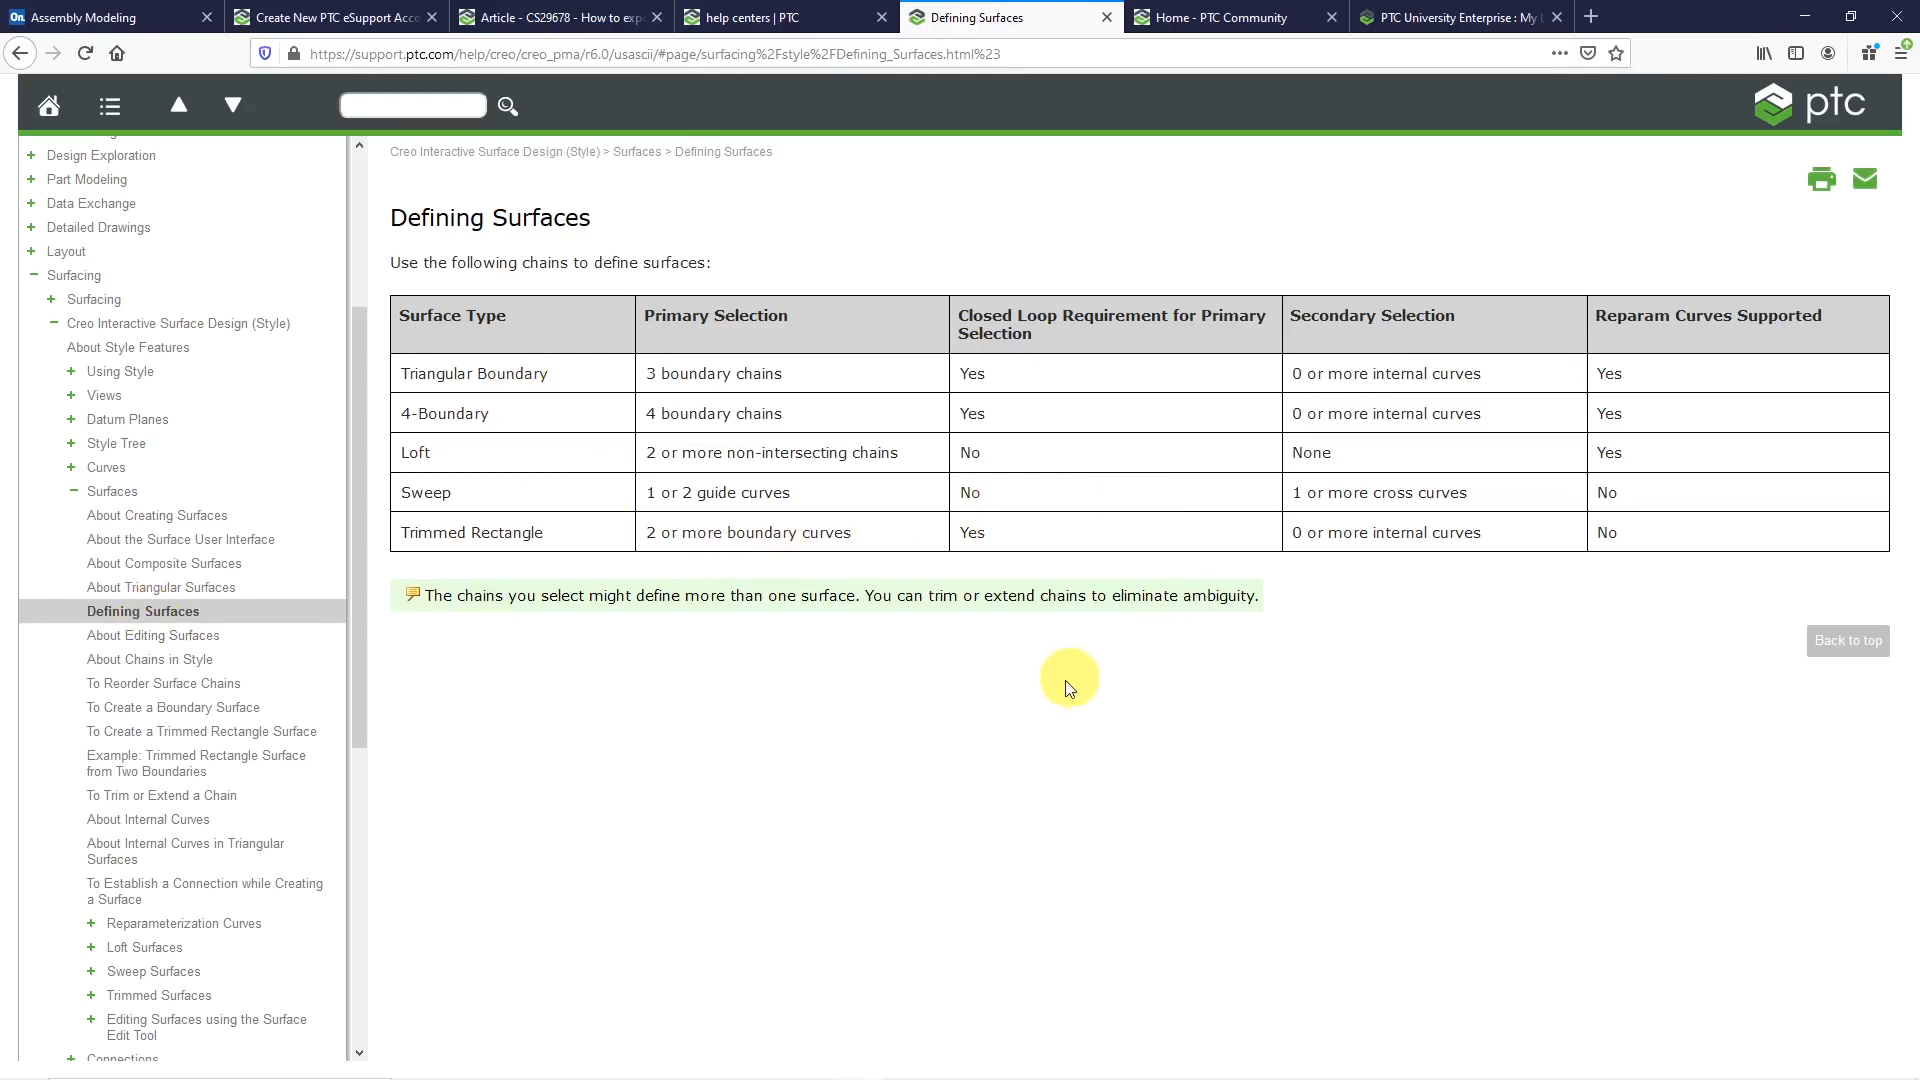 On Assembly Modeling
Create New PTC eSupport Acco
Article - CS29678 - How to exp
help centers | PTC
Defining Surfaces
Home - PTC Community
PTC University Enterprise : My L
https://support.ptc.com/help/creo/creo_pma/r6.0/usascii/#page/surfacing%2Fstyle%2FDefining_Surfaces.html%23
ptc
Design Exploration
Part Modeling
Data Exchange
Detailed Drawings
Layout
Surfacing
Surfacing
Creo Interactive Surface Design (Style)
About Style Features
Using Style
Views
Datum Planes
Style Tree
Curves
Surfaces
About Creating Surfaces
About the Surface User Interface
About Composite Surfaces
About Triangular Surfaces
Defining Surfaces
About Editing Surfaces
About Chains in Style
To Reorder Surface Chains
To Create a Boundary Surface
To Create a Trimmed Rectangle Surface
Example: Trimmed Rectangle Surface
from Two Boundaries
To Trim or Extend a Chain
About Internal Curves
About Internal Curves in Triangular
Surfaces
To Establish a Connection while Creating
a Surface
Reparameterization Curves
Loft Surfaces
Sweep Surfaces
Trimmed Surfaces
Editing Surfaces using the Surface
Edit Tool
Connections
Creo Interactive Surface Design (Style) > Surfaces > Defining Surfaces
Defining Surfaces
Use the following chains to define surfaces:
Surface Type Primary Selection Closed Loop Requirement for Primary Selection Secondary Selection Reparam Curves Supported
Triangular Boundary 3 boundary chains Yes 0 or more internal curves Yes
4-Boundary 4 boundary chains Yes 0 or more internal curves Yes
Loft 2 or more non-intersecting chains No None Yes
Sweep 1 or 2 guide curves No 1 or more cross curves No
Trimmed Rectangle 2 or more boundary curves Yes 0 or more internal curves No
The chains you select might define more than one surface. You can trim or extend chains to eliminate ambiguity.
Back to top